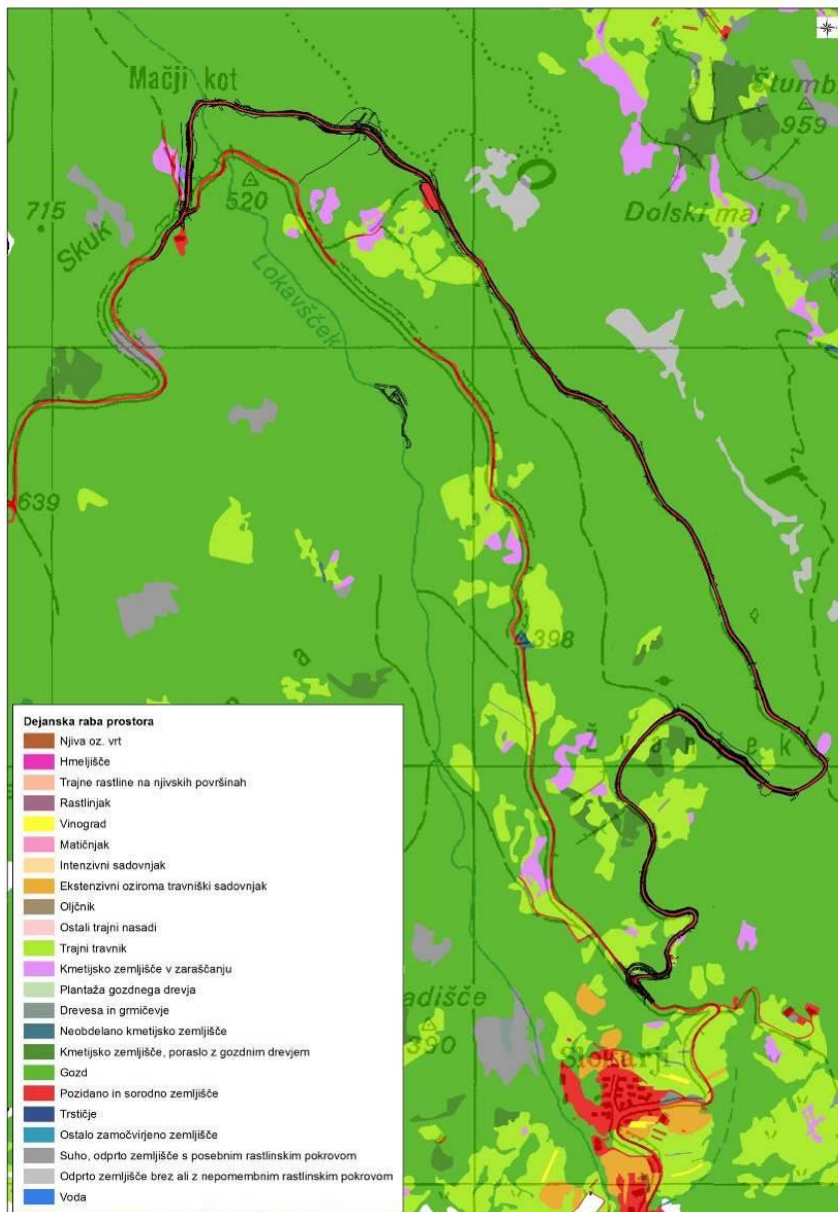 Mačji kot
Štumb
959
520
715
Skuk
Dolski maj
Lokavšček
639
398
a
Žvarjek
Dejanska raba prostora
Njiva oz. vrt
Hmeljišče
Trajne rastline na njivskih površinah
Rastlinjak
Vinograd
Matičnjak
Intenzivni sadovnjak
Ekstenzivni oziroma travniški sadovnjak
Oljčnik
Ostali trajni nasadi
Trajni travnik
Kmetijsko zemljišče v zaraščanju
Plantaža gozdnega drevja
Drevesa in grmičevje
Neobdelano kmetijsko zemljišče
Kmetijsko zemljišče, poraslo z gozdnim drevjem
Gozd
Pozidano in sorodno zemljišče
Trstičje
Ostalo zamočvirjeno zemljišče
Suho, odprto zemljišče s posebnim rastlinskim pokrovom
Odprto zemljišče brez ali z nepomembnim rastlinskim pokrovom
Voda
adišče
390
Slokarji